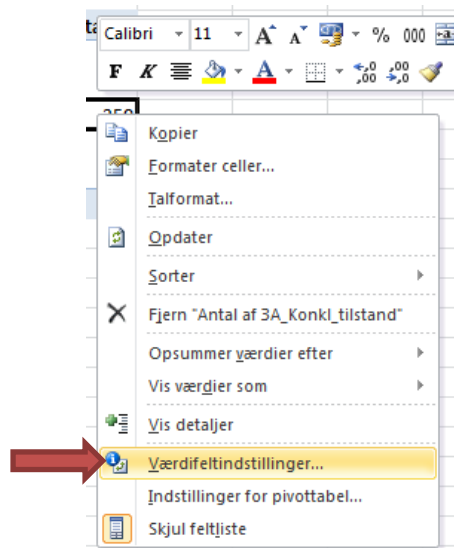 Calibri 11 A A % 000
F K A ,00 ,00
Kopier
Formater celler...
Talformat...
Opdater
Sorter
Fjern "Antal af 3A_Konkl_tilstand"
Opsummer værdier efter
Vis værdier som
Vis detaljer
Værdifeltindstillinger...
Indstillinger for pivottabel...
Skjul feltliste